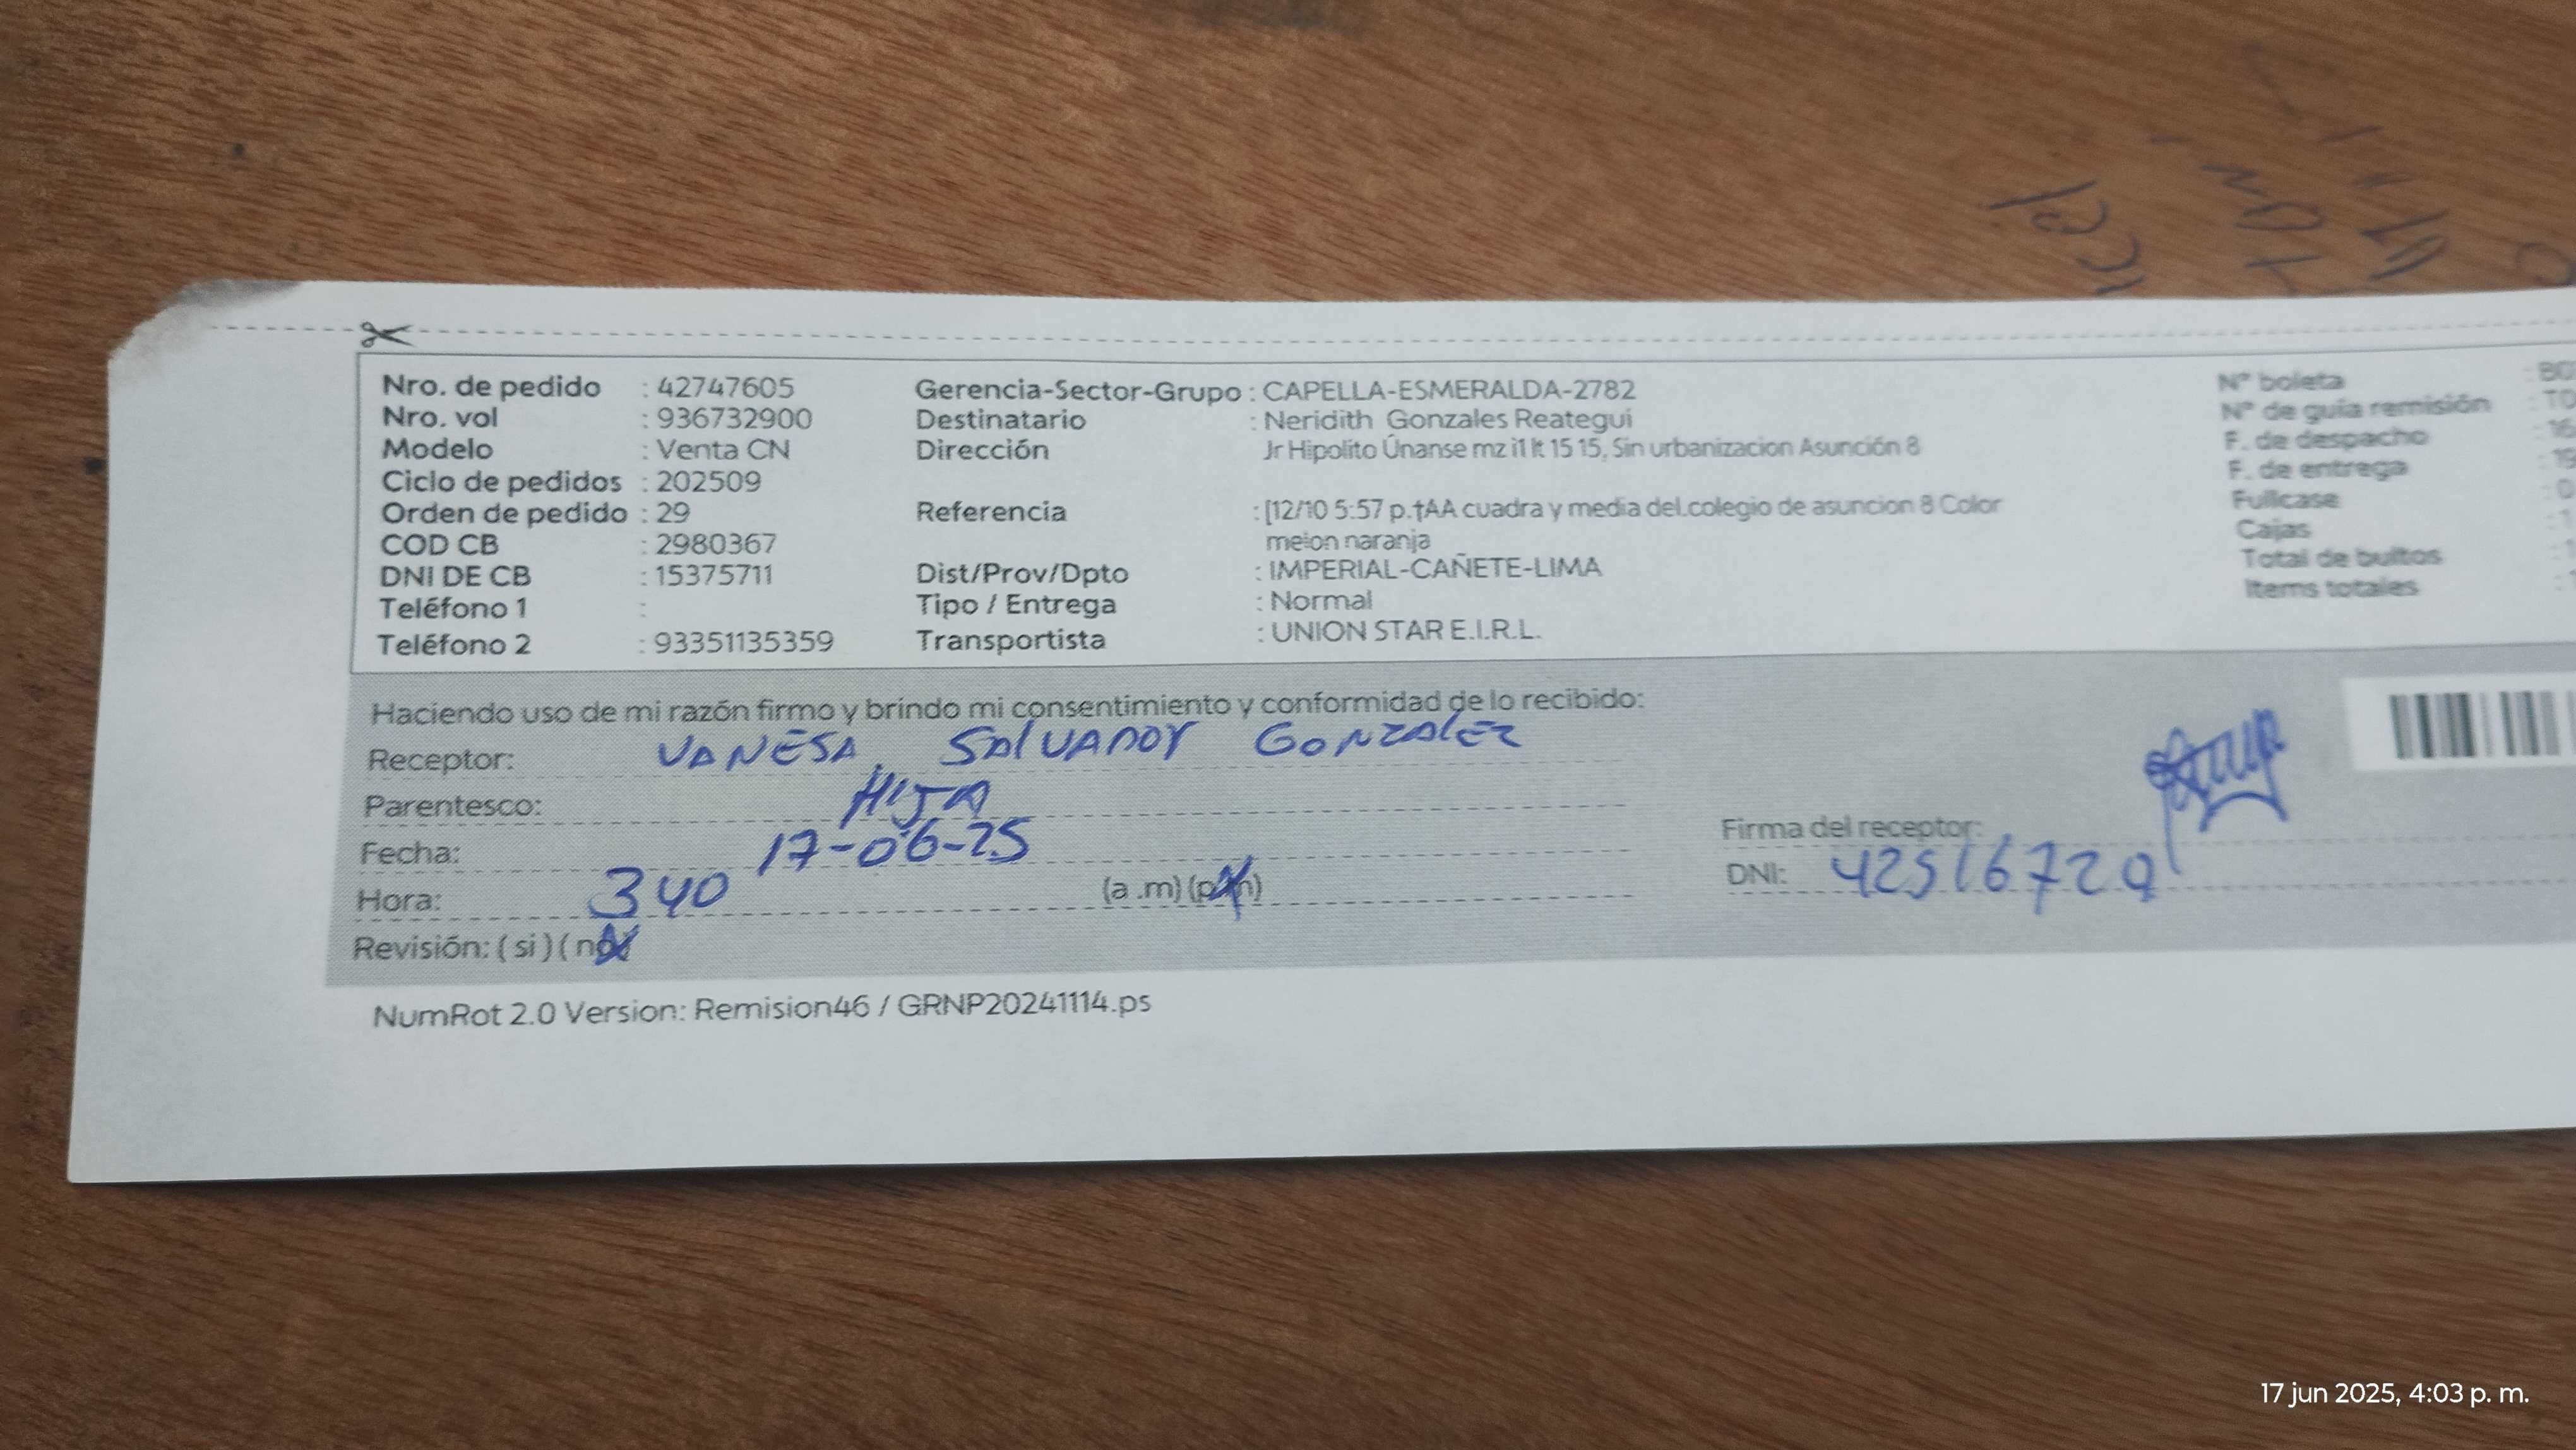 Nro. de pedido : 42747605 Gerencia-Sector-Grupo : CAPELLA-ESMERALDA-2782 N° boleta
Nro. vol : 936732900 Destinatario : Neridith Gonzales Reategui N° de guía remisión
Modelo : Venta CN Dirección Jr Hipolito Únanse mz i1 lt 15 15, Sin urbanizacion Asunción 8 F. de despacho
Ciclo de pedidos : 202509 F. de entrega
Orden de pedido : 29 Referencia : [12/10 5:57 p.†AA cuadra y media del.colegio de asuncion 8 Color Fullcase
COD CB : 2980367 melon naranja Cajas
DNI DE CB : 15375711 Dist/Prov/Dpto : IMPERIAL-CAÑETE-LIMA Total de bultos
Teléfono 1 : Tipo / Entrega : Normal Items totales
Teléfono 2 : 93351135359 Transportista : UNION STAR E.I.R.L.
Haciendo uso de mi razón firmo y brindo mi consentimiento y conformidad de lo recibido:
Receptor: VANESA SALVADOR GONZALEZ
Parentesco: HIJA
Fecha: 17-06-25 Firma del receptor:
Hora: 340 (a .m) (p.m) DNI: 42516720
Revisión: ( si ) ( no )
NumRot 2.0 Version: Remision46 / GRNP20241114.ps
17 jun 2025, 4:03 p. m.